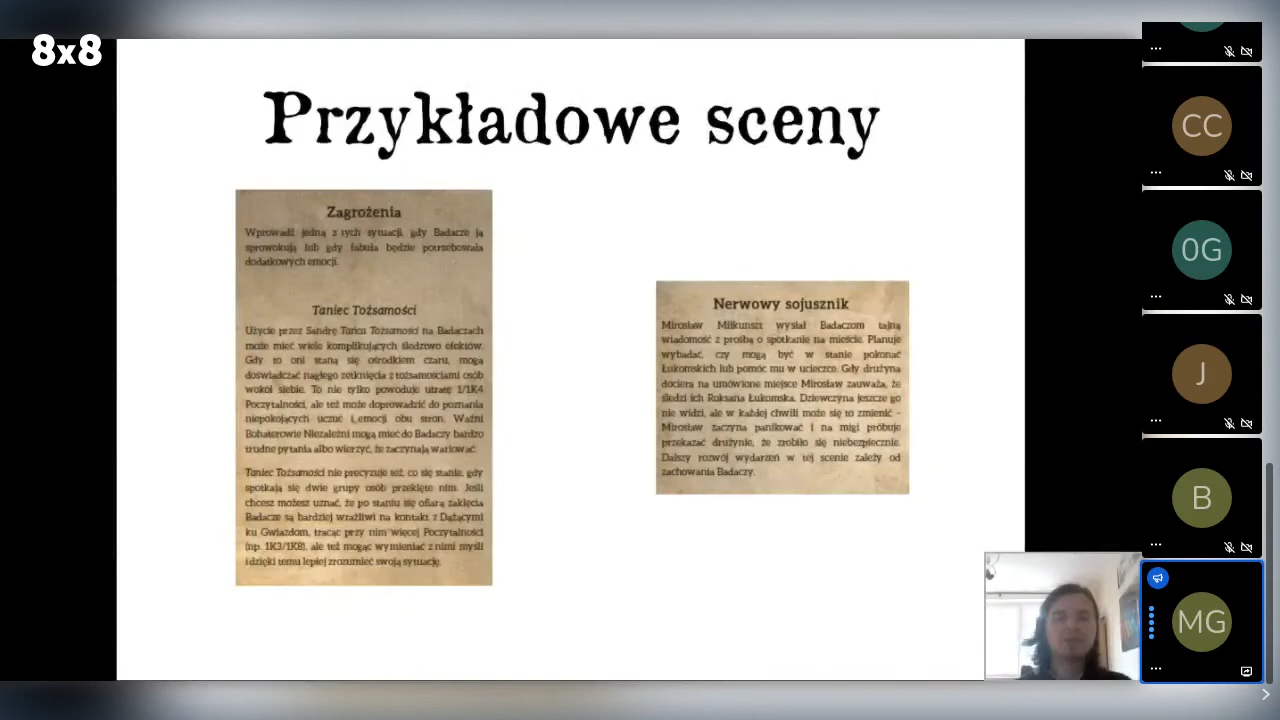 8x8
Przykładowe sceny
Zagrożenia
Wprowadź jedną z tych sytuacji, gdy Badacze ją
sprowokują lub gdy fabuła będzie potrzebowała
dodatkowych emocji.
Taniec Tożsamości
Użycie przez Sandrę Tańca Tożsamości na Badaczach
może mieć wiele komplikujących śledztwo efektów.
Gdy to oni staną się ośrodkiem czaru, mogą
doświadczać nagłego zetknięcia z tożsamościami osób
wokół siebie. To nie tylko powoduje utratę 1/1K4
Poczytalności, ale też może doprowadzić do poznania
niepokojących uczuć i emocji obu stron. Ważni
Bohaterowie Niezależni mogą mieć do Badaczy bardzo
trudne pytania albo wierzyć, że zaczynają wariować.
Taniec Tożsamości nie precyzuje też, co się stanie, gdy
spotkają się dwie grupy osób przeklęte nim. Jeśli
chcesz możesz uznać, że po staniu się ofiarą zaklęcia
Badacze są bardziej wrażliwi na kontakt z Dążącymi
ku Gwiazdom, tracąc przy nim więcej Poczytalności
(np. 1K3/1K8), ale też mogąc wymieniać z nimi myśli
i dzięki temu lepiej zrozumieć swoją sytuację.
Nerwowy sojusznik
Mirosław Miłkunszt wysłał Badaczom tajną
wiadomość z prośbą o spotkanie na mieście. Planuje
wybadać, czy mogą być w stanie pokonać
Łukomskich lub pomóc mu w ucieczce. Gdy drużyna
dociera na umówione miejsce Mirosław zauważa, że
śledzi ich Roksana Łukomska. Dziewczyna jeszcze go
nie widzi, ale w każdej chwili może się to zmienić –
Mirosław zaczyna panikować i na migi próbuje
przekazać drużynie, że zrobiło się niebezpiecznie.
Dalszy rozwój wydarzeń w tej scenie zależy od
zachowania Badaczy.
CC
0G
J
B
MG